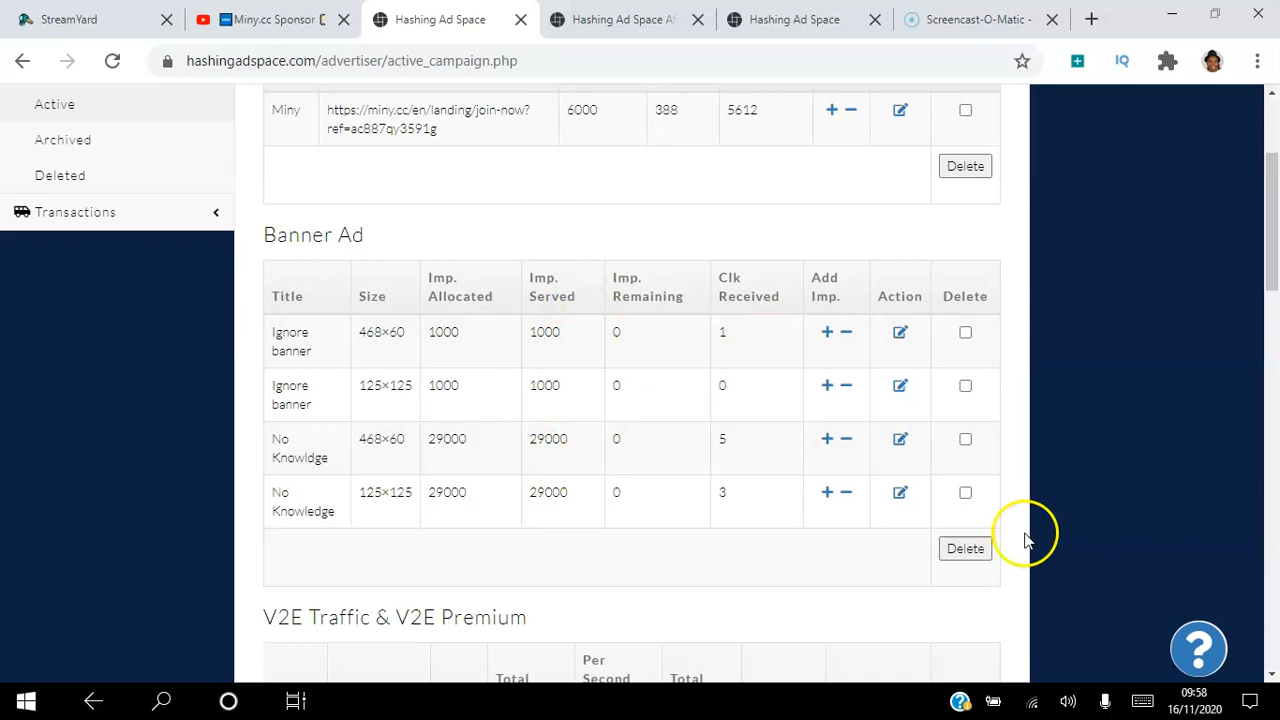 StreamYard
Miny.cc Sponsor
Hashing Ad Space
Hashing Ad Space
Hashing Ad Space
Screencast-O-Matic -
hashingadspace.com/advertiser/active_campaign.php
IQ
Active
Archived
Deleted
Transactions
Miny https://miny.cc/en/landing/join-now? 6000 388 5612
ref=ac887qy3591g
Delete
Banner Ad
Imp. Imp. Imp. Clk Add
Title Size Allocated Served Remaining Received Imp. Action Delete
Ignore 468×60 1000 1000 0 1 + −
banner
Ignore 125×125 1000 1000 0 0 + −
banner
No 468×60 29000 29000 0 5 + −
Knowldge
No 125×125 29000 29000 0 3 + −
Knowledge
Delete
V2E Traffic & V2E Premium
Per
Total Second Total
?
09:58
16/11/2020